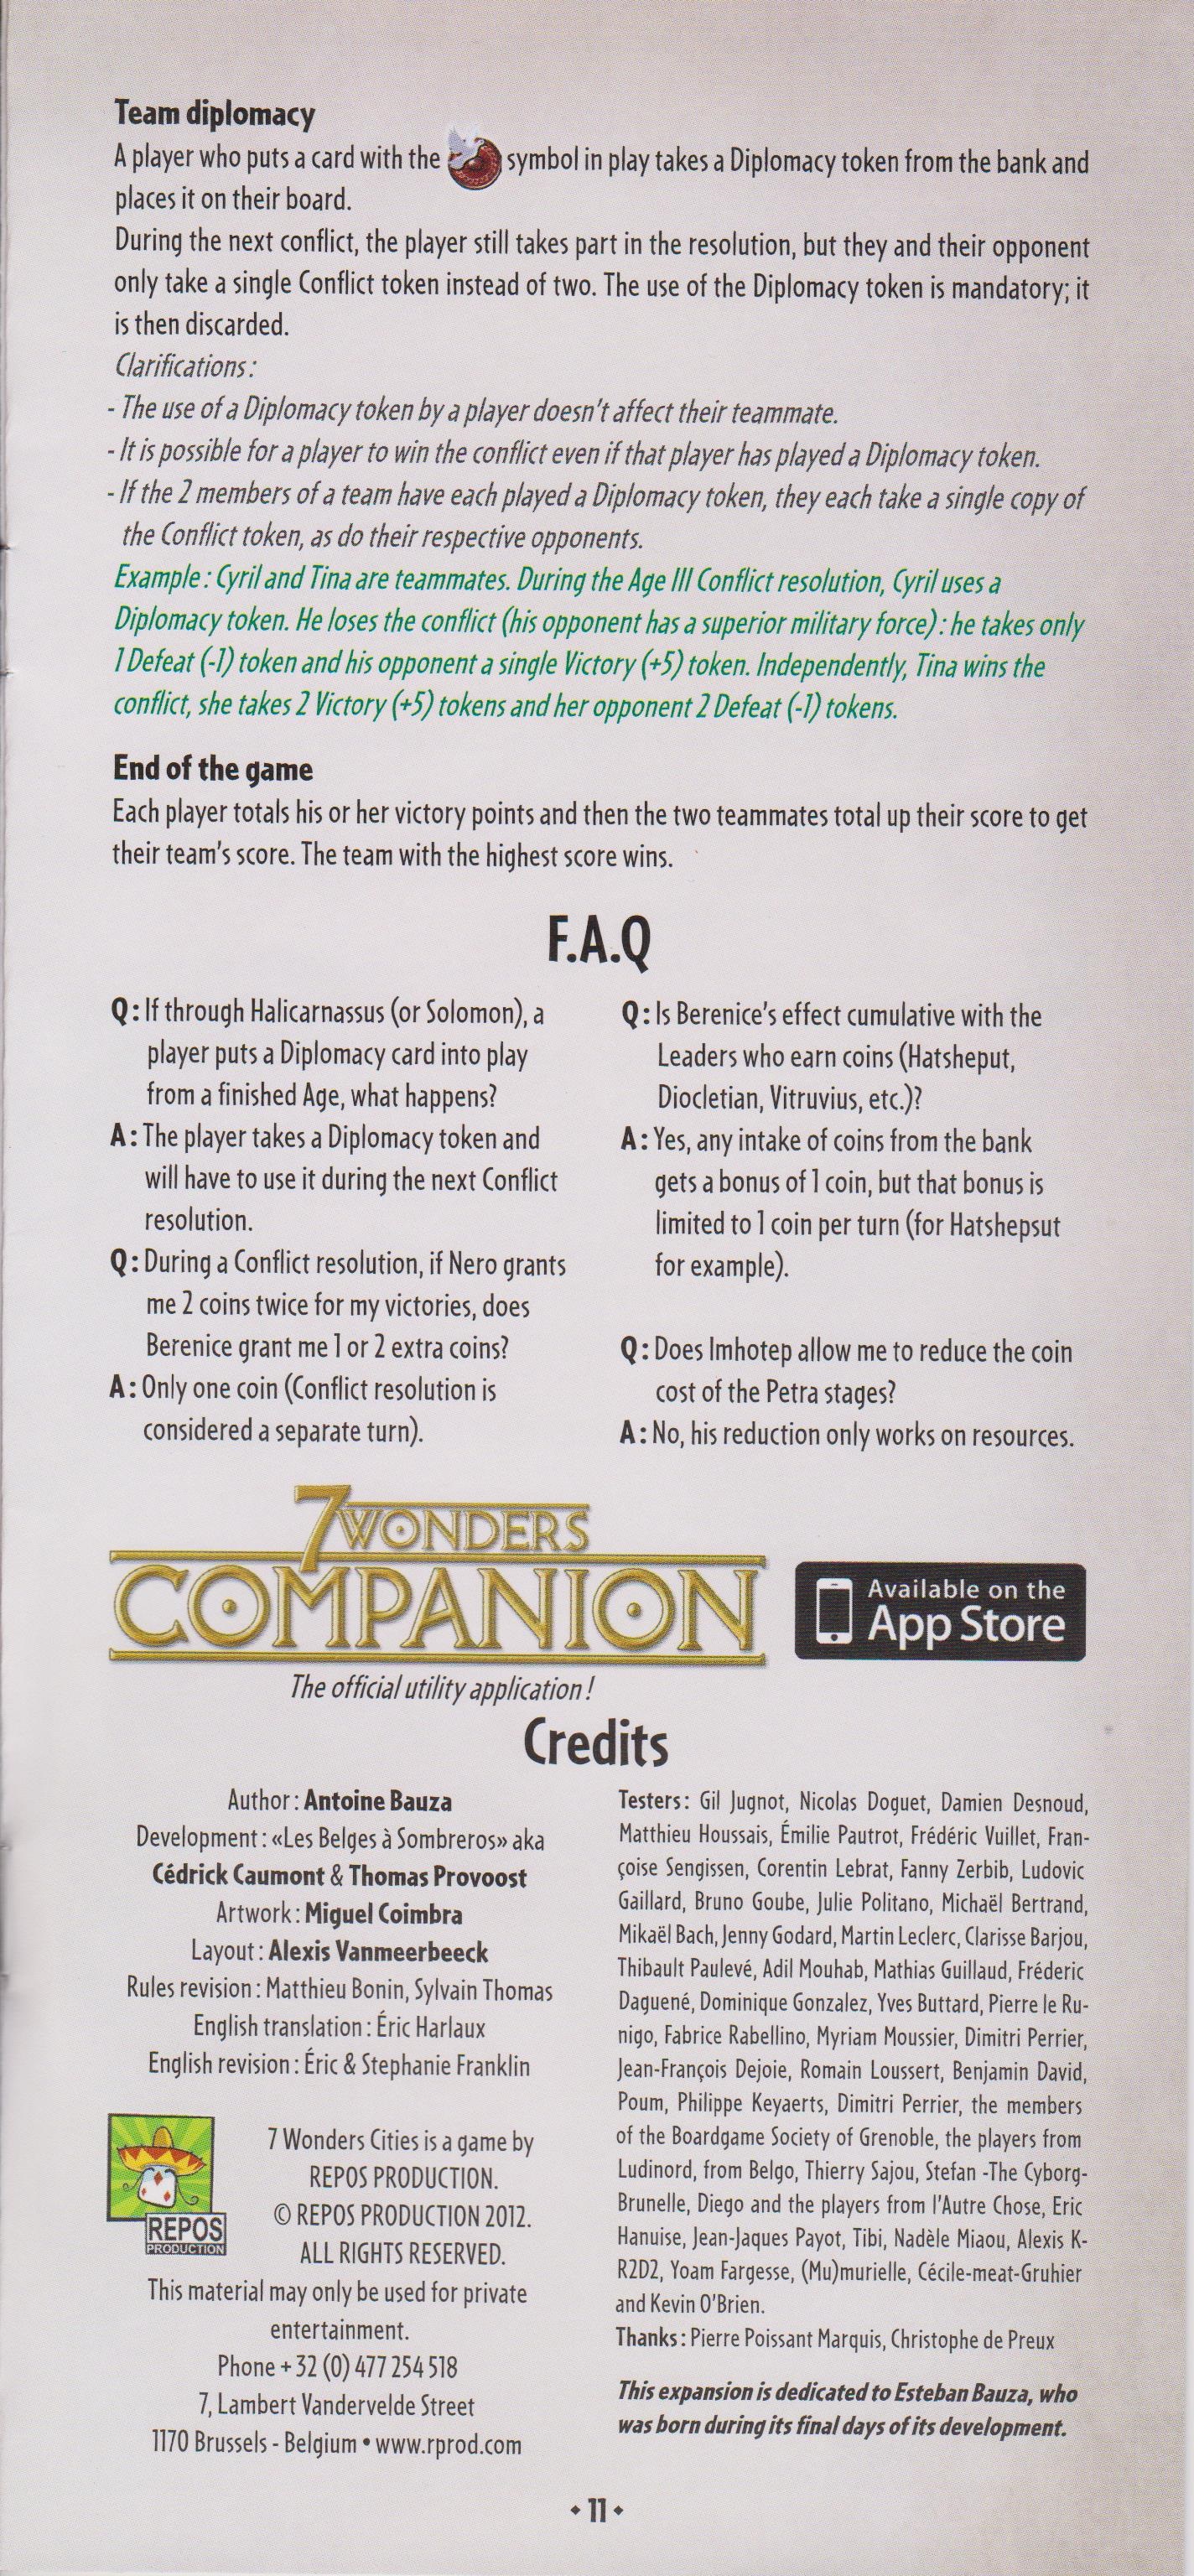 Team diplomacy
A player who puts a card with the symbol in play takes a Diplomacy token from the bank and
places it on their board.
During the next conflict, the player still takes part in the resolution, but they and their opponent
only take a single Conflict token instead of two. The use of the Diplomacy token is mandatory; it
is then discarded.
Clarifications :
- The use of a Diplomacy token by a player doesn't affect their teammate.
- It is possible for a player to win the conflict even if that player has played a Diplomacy token.
- If the 2 members of a team have each played a Diplomacy token, they each take a single copy of
the Conflict token, as do their respective opponents.
Example : Cyril and Tina are teammates. During the Age III Conflict resolution, Cyril uses a
Diplomacy token. He loses the conflict (his opponent has a superior military force) : he takes only
1 Defeat (-1) token and his opponent a single Victory (+5) token. Independently, Tina wins the
conflict, she takes 2 Victory (+5) tokens and her opponent 2 Defeat (-1) tokens.
End of the game
Each player totals his or her victory points and then the two teammates total up their score to get
their team's score. The team with the highest score wins.
F.A.Q
Q : If through Halicarnassus (or Solomon), a
player puts a Diplomacy card into play
from a finished Age, what happens?
A : The player takes a Diplomacy token and
will have to use it during the next Conflict
resolution.
Q : During a Conflict resolution, if Nero grants
me 2 coins twice for my victories, does
Berenice grant me 1 or 2 extra coins?
A : Only one coin (Conflict resolution is
considered a separate turn).
Q : Is Berenice's effect cumulative with the
Leaders who earn coins (Hatsheput,
Diocletian, Vitruvius, etc.)?
A : Yes, any intake of coins from the bank
gets a bonus of 1 coin, but that bonus is
limited to 1 coin per turn (for Hatshepsut
for example).
Q : Does Imhotep allow me to reduce the coin
cost of the Petra stages?
A : No, his reduction only works on resources.
7 WONDERS
COMPANION
The official utility application !
Available on the
App Store
Credits
Author : Antoine Bauza
Development : «Les Belges à Sombreros» aka
Cédrick Caumont & Thomas Provoost
Artwork : Miguel Coimbra
Layout : Alexis Vanmeerbeeck
Rules revision : Matthieu Bonin, Sylvain Thomas
English translation : Éric Harlaux
English revision : Éric & Stephanie Franklin
REPOS
PRODUCTION
7 Wonders Cities is a game by
REPOS PRODUCTION.
© REPOS PRODUCTION 2012.
ALL RIGHTS RESERVED.
This material may only be used for private
entertainment.
Phone + 32 (0) 477 254 518
7, Lambert Vandervelde Street
1170 Brussels - Belgium • www.rprod.com
Testers : Gil Jugnot, Nicolas Doguet, Damien Desnoud,
Matthieu Houssais, Émilie Pautrot, Frédéric Vuillet, Fran-
çoise Sengissen, Corentin Lebrat, Fanny Zerbib, Ludovic
Gaillard, Bruno Goube, Julie Politano, Michaël Bertrand,
Mikaël Bach, Jenny Godard, Martin Leclerc, Clarisse Barjou,
Thibault Paulevé, Adil Mouhab, Mathias Guillaud, Fréderic
Daguené, Dominique Gonzalez, Yves Buttard, Pierre le Ru-
nigo, Fabrice Rabellino, Myriam Moussier, Dimitri Perrier,
Jean-François Dejoie, Romain Loussert, Benjamin David,
Poum, Philippe Keyaerts, Dimitri Perrier, the members
of the Boardgame Society of Grenoble, the players from
Ludinord, from Belgo, Thierry Sajou, Stefan -The Cyborg-
Brunelle, Diego and the players from l'Autre Chose, Eric
Hanuise, Jean-Jaques Payot, Tibi, Nadèle Miaou, Alexis K-
R2D2, Yoam Fargesse, (Mu)murielle, Cécile-meat-Gruhier
and Kevin O'Brien.
Thanks : Pierre Poissant Marquis, Christophe de Preux
This expansion is dedicated to Esteban Bauza, who
was born during its final days of its development.
• 11 •